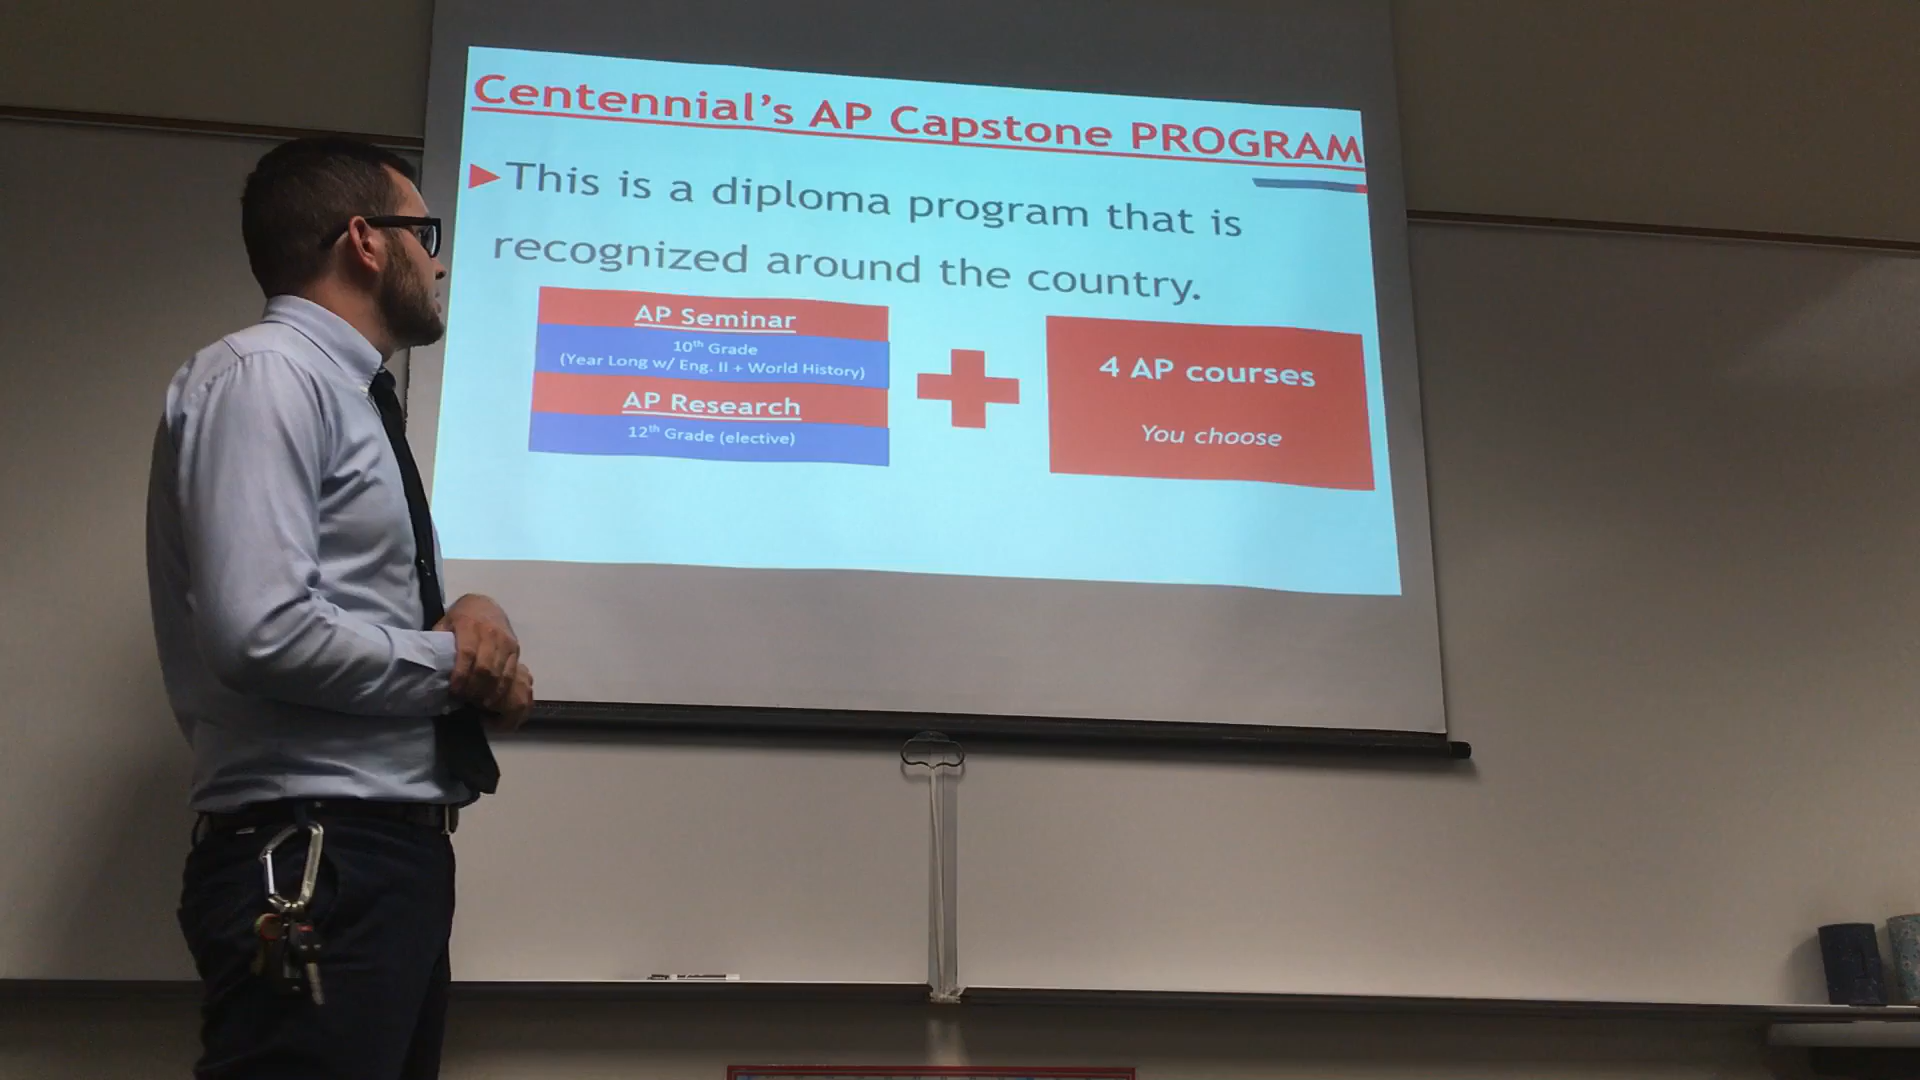 Centennial's AP Capstone PROGRAM
This is a diploma program that is
recognized around the country.
AP Seminar
10th Grade
(Year Long w/ Eng. II + World History)
AP Research
12th Grade (elective)
4 AP courses
You choose